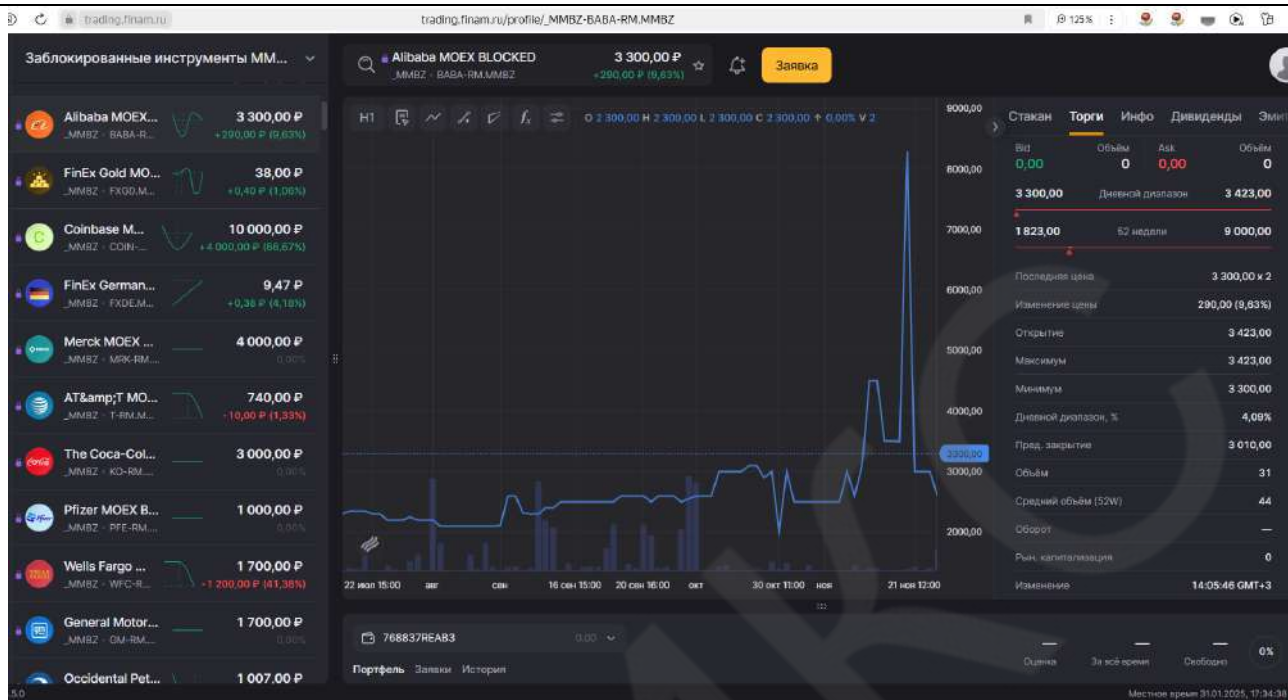 trading.finam.ru
trading.finam.ru/profile/_MMBZ-BABA-RM.MMBZ
125%
Заблокированные инструменты ММ...
Alibaba MOEX BLOCKED
_MMBZ · BABA-RM.MMBZ
3 300,00 ₽
+290,00 ₽ (9,63%)
Заявка
Alibaba MOEX... 3 300,00 ₽
_MMBZ · BABA-R... +290,00 ₽ (9,63%)
FinEx Gold MO... 38,00 ₽
_MMBZ · FXGD.M... +0,40 ₽ (1,06%)
Coinbase M... 10 000,00 ₽
_MMBZ · COIN-... +4 000,00 ₽ (66,67%)
FinEx German... 9,47 ₽
_MMBZ · FXDE.M... +0,38 ₽ (4,18%)
Merck MOEX ... 4 000,00 ₽
_MMBZ · MRK-RM.... 0,00%
AT&amp;T MO... 740,00 ₽
_MMBZ · T-RM.M... -10,00 ₽ (1,33%)
The Coca-Col... 3 000,00 ₽
_MMBZ · KO-RM.... 0,00%
Pfizer MOEX B... 1 000,00 ₽
_MMBZ · PFE-RM.... 0,00%
Wells Fargo ... 1 700,00 ₽
_MMBZ · WFC-R... -1 200,00 ₽ (41,38%)
General Motor... 1 700,00 ₽
_MMBZ · GM-RM.... 0,00%
Occidental Pet... 1 007,00 ₽
5.0
H1 fx O 2 300,00 H 2 300,00 L 2 300,00 C 2 300,00 0,00% V 2
9000,00
8000,00
7000,00
6000,00
5000,00
4000,00
3300,00
3000,00
2000,00
22 июл 15:00 авг сен 16 сен 15:00 20 сен 16:00 окт 30 окт 11:00 ноя 21 ноя 12:00
768837REAB3 0.00
Портфель Заявки История
Стакан Торги Инфо Дивиденды Эмит
Bid Объём Ask Объём
0,00 0 0,00 0
3 300,00 Дневной диапазон 3 423,00
1 823,00 52 недели 9 000,00
Последняя цена 3 300,00 x 2
Изменение цены 290,00 (9,63%)
Открытие 3 423,00
Максимум 3 423,00
Минимум 3 300,00
Дневной диапазон, % 4,09%
Пред. закрытие 3 010,00
Объём 31
Средний объём (52W) 44
Оборот —
Рын. капитализация 0
Изменение 14:05:46 GMT+3
— — — 0%
Оценка За всё время Свободно
Местное время 31.01.2025, 17:34:38